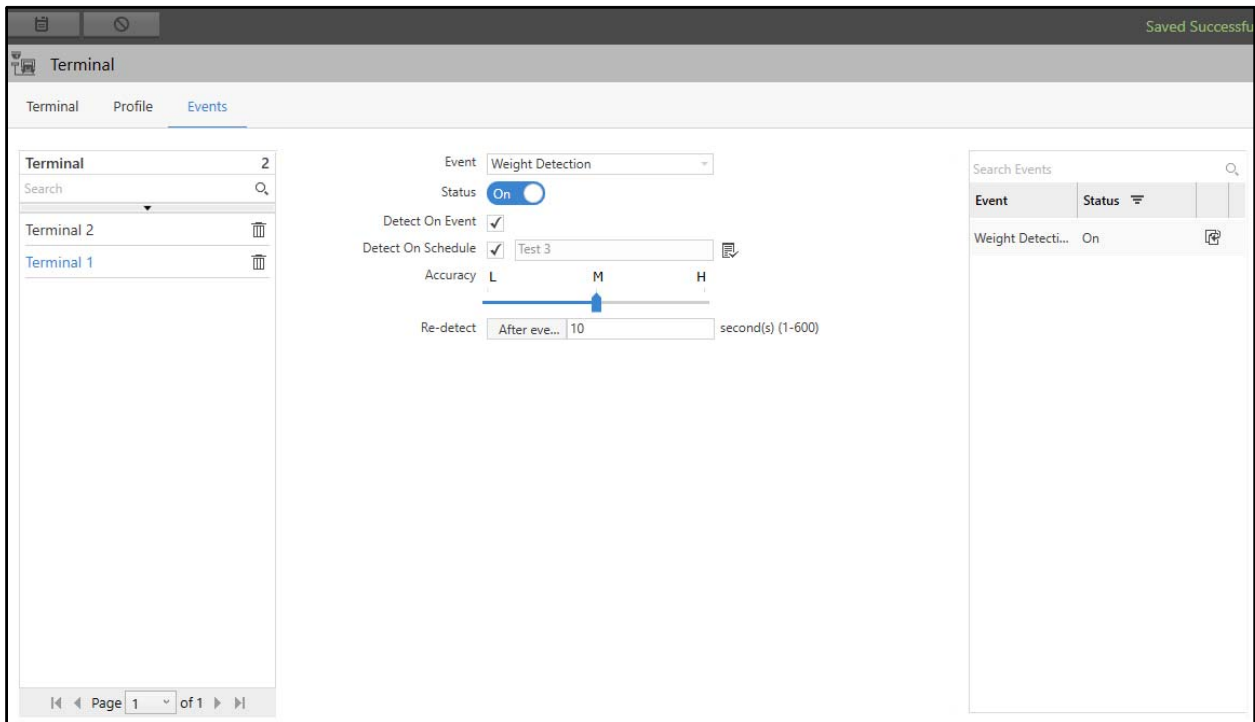 Saved Successfu
Terminal
Terminal Profile Events
Terminal 2
Search
Terminal 2
Terminal 1
Page 1 of 1
Event Weight Detection
Status On
Detect On Event
Detect On Schedule Test 3
Accuracy L M H
Re-detect After eve... 10 second(s) (1-600)
Search Events
Event Status
Weight Detecti... On